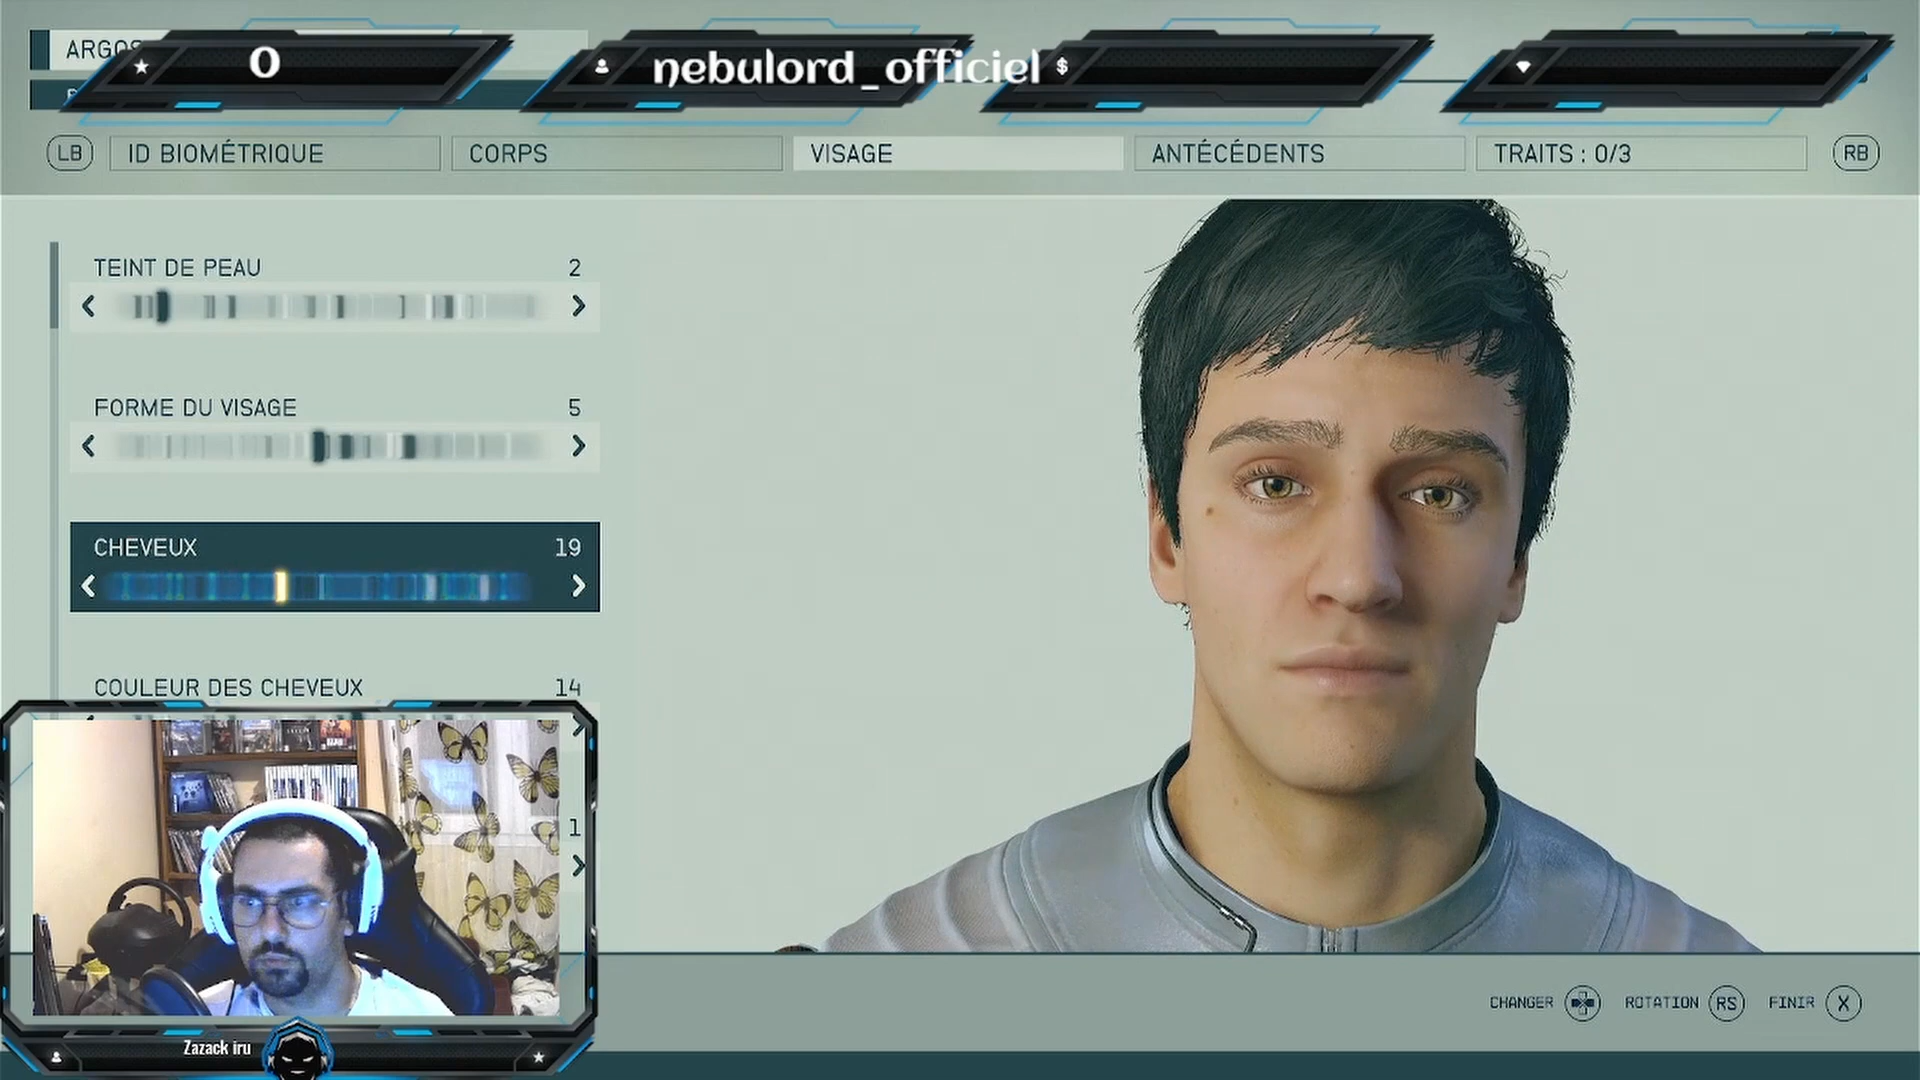 ARGOS
0
nebulord_officiel
$
LB
ID BIOMÉTRIQUE
CORPS
VISAGE
ANTÉCÉDENTS
TRAITS : 0/3
RB
TEINT DE PEAU 2
FORME DU VISAGE 5
CHEVEUX 19
COULEUR DES CHEVEUX 14
1
CHANGER
ROTATION RS
FINIR X
Zazack iru